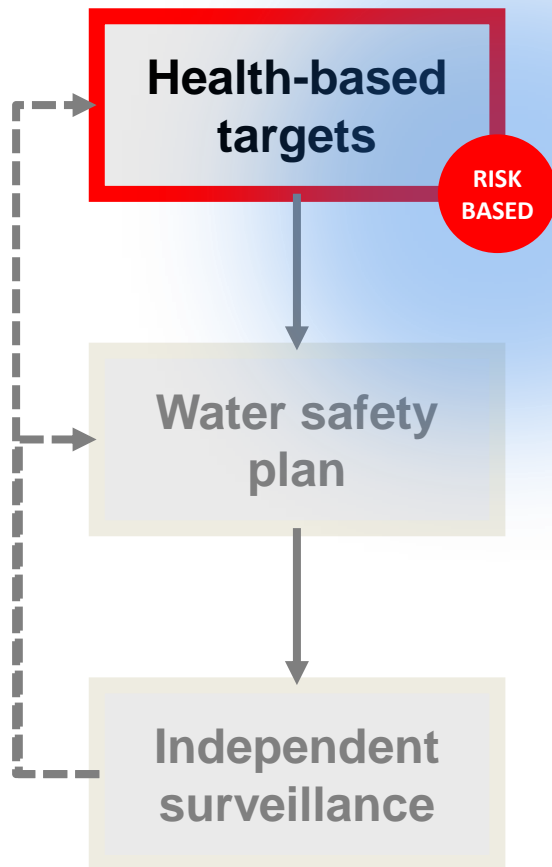 Health-based
targets
RISK
BASED
Water safety
plan
Independent
surveillance